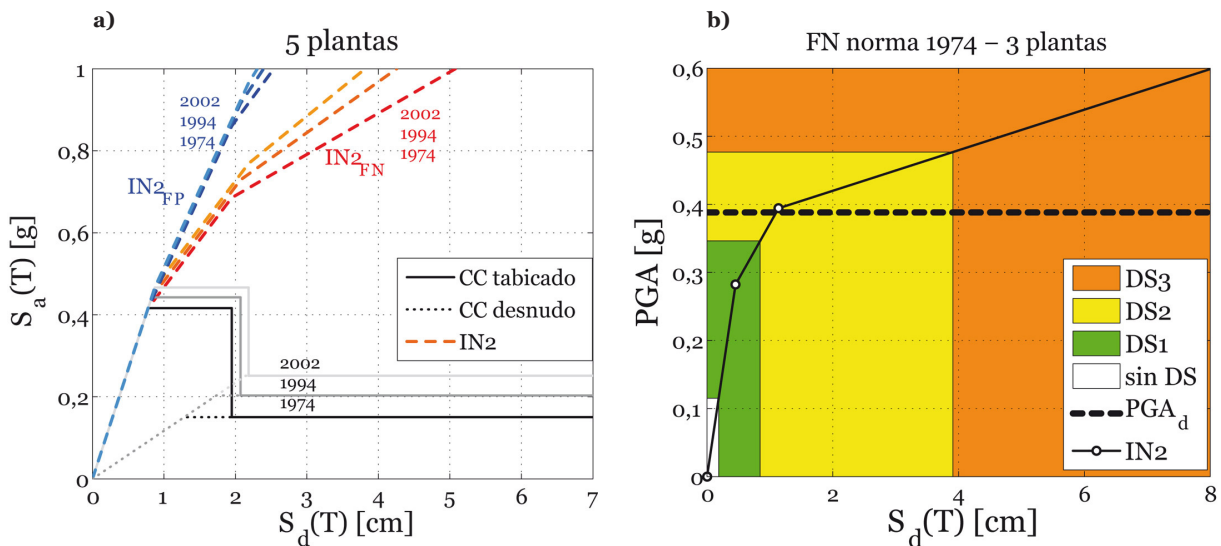 a)
5 plantas
S_a(T) [g]
1
0,8
0,6
0,4
0,2
0
0 1 2 3 4 5 6 7
S_d(T) [cm]
2002
1994
1974
IN2_FP
2002
1994
1974
IN2_FN
CC tabicado
CC desnudo
IN2
2002
1994
1974
b)
FN norma 1974 – 3 plantas
PGA [g]
0,6
0,5
0,4
0,3
0,2
0,1
0
0 2 4 6 8
S_d(T) [cm]
DS3
DS2
DS1
sin DS
PGA_d
IN2